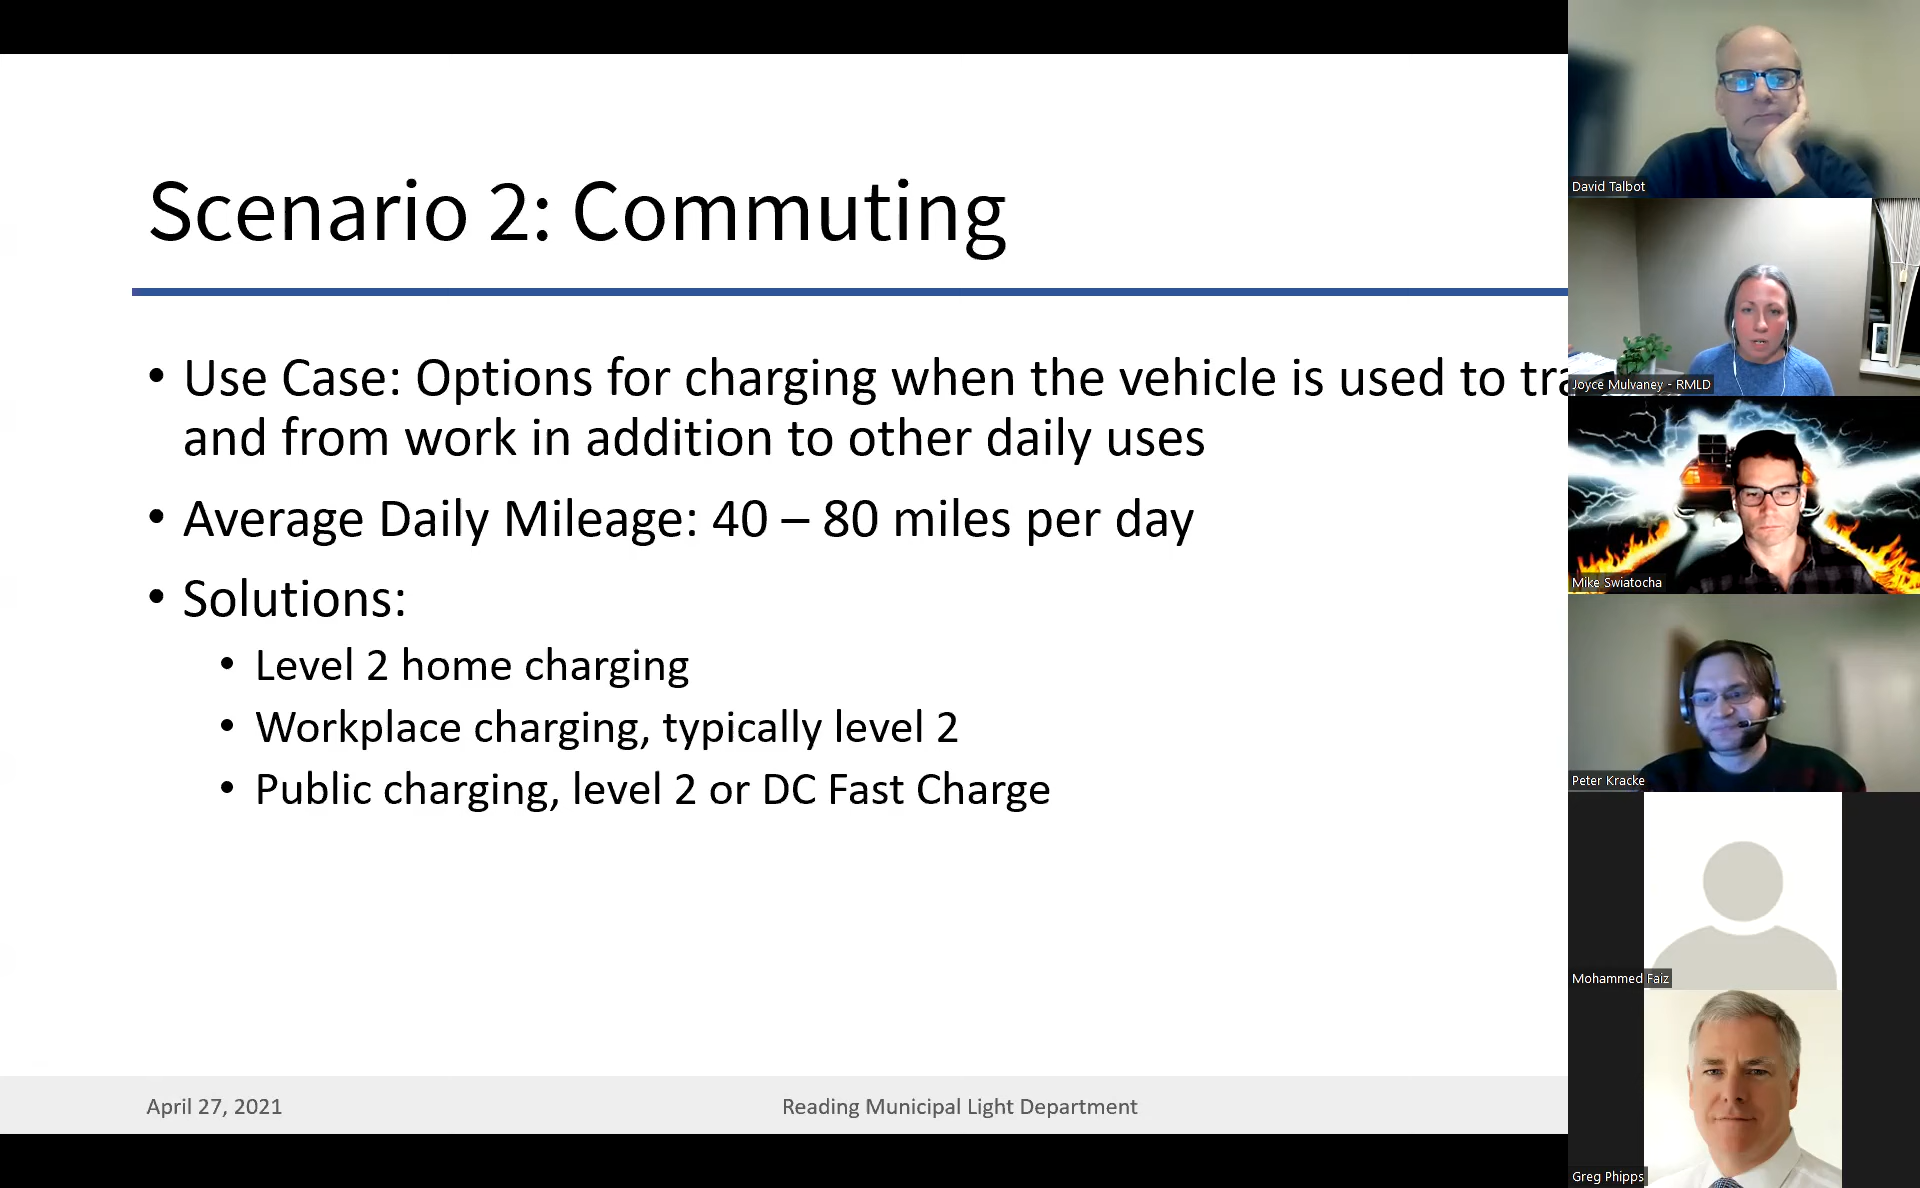 Scenario 2: Commuting
• Use Case: Options for charging when the vehicle is used to tra
and from work in addition to other daily uses
• Average Daily Mileage: 40 – 80 miles per day
• Solutions:
• Level 2 home charging
• Workplace charging, typically level 2
• Public charging, level 2 or DC Fast Charge
April 27, 2021
Reading Municipal Light Department
David Talbot
Joyce Mulvaney - RMLD
Mike Swiatocha
Peter Kracke
Mohammed Faiz
Greg Phipps